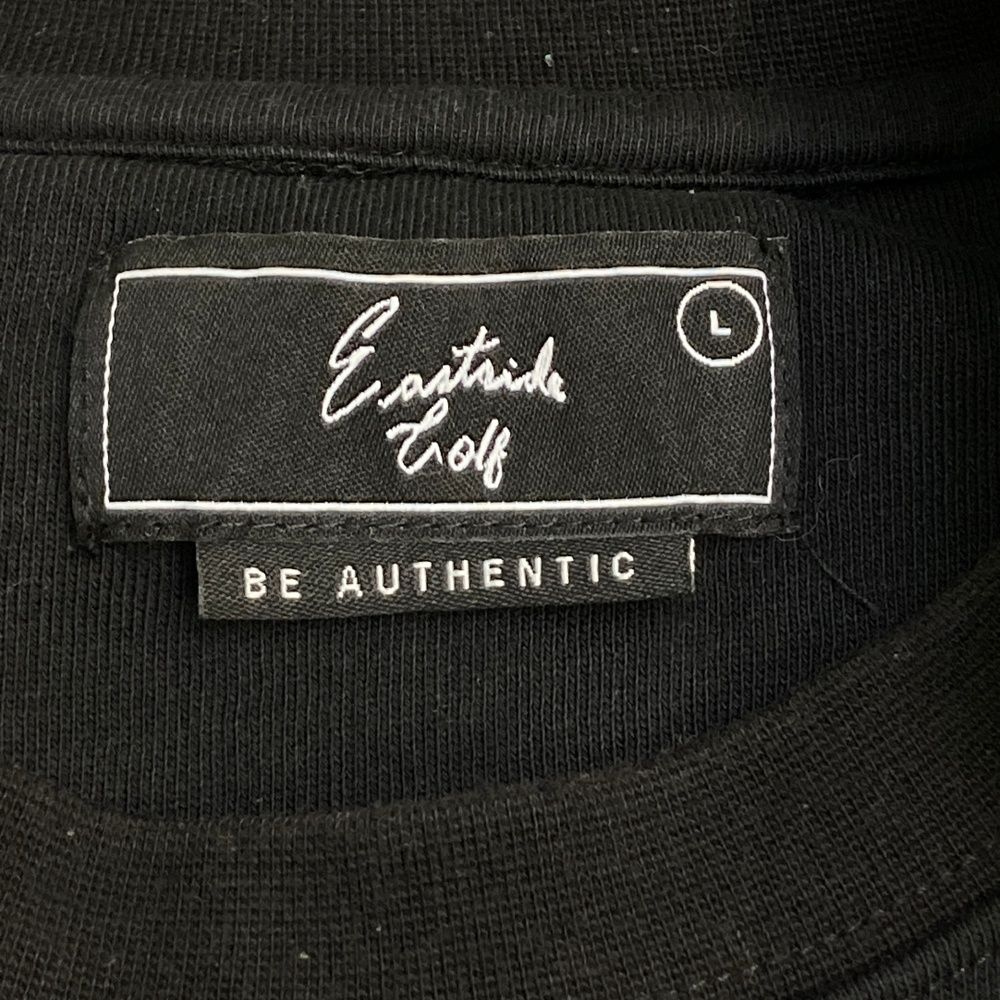 L
Eastside
Golf
BE AUTHENTIC